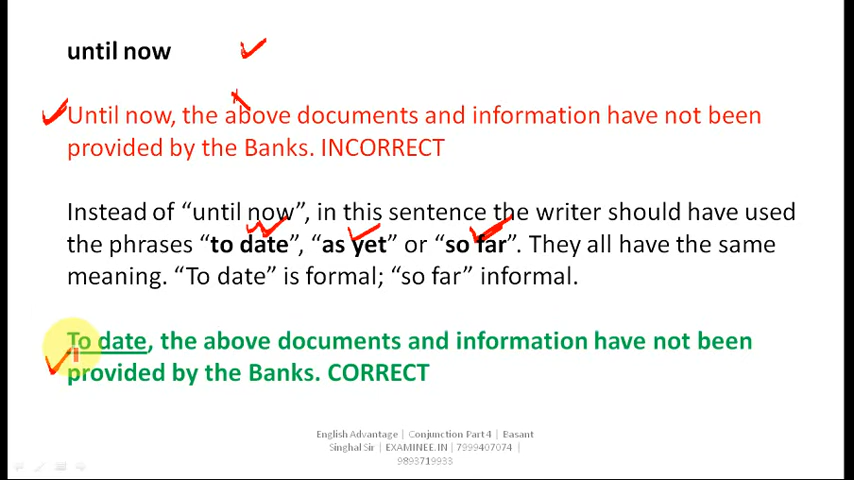 until now
Until now, the above documents and information have not been
provided by the Banks. INCORRECT
Instead of “until now”, in this sentence the writer should have used
the phrases “to date”, “as yet” or “so far”. They all have the same
meaning. “To date” is formal; “so far” informal.
To date, the above documents and information have not been
provided by the Banks. CORRECT
English Advantage | Conjunction Part 4 | Basant
Singhal Sir | EXAMINEE.IN | 7999407074 |
9893719933